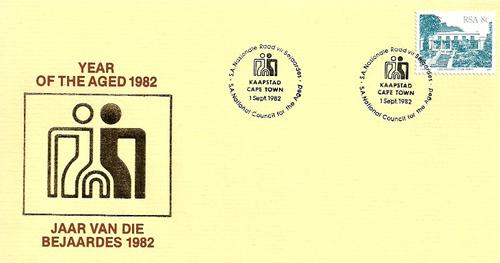 YEAR
OF THE AGED 1982
JAAR VAN DIE
BEJAARDES 1982
S.A. Nasionale Raad vir Bejaardes
KAAPSTAD
CAPE TOWN
1 Sept. 1982
S.A. National Council for the Aged
S.A. Nasionale Raad vir Bejaardes
KAAPSTAD
CAPE TOWN
1 Sept. 1982
S.A. National Council for the Aged
RSA 8c